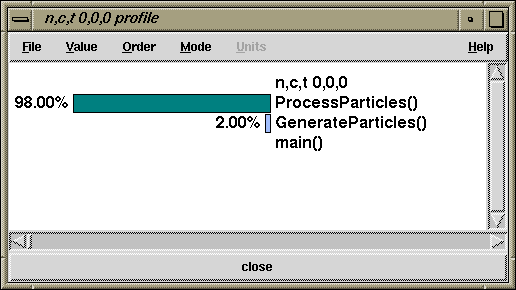 n,c,t 0,0,0 profile
File Value Order Mode Units Help
n,c,t 0,0,0
98.00% ProcessParticles()
2.00% GenerateParticles()
main()
close